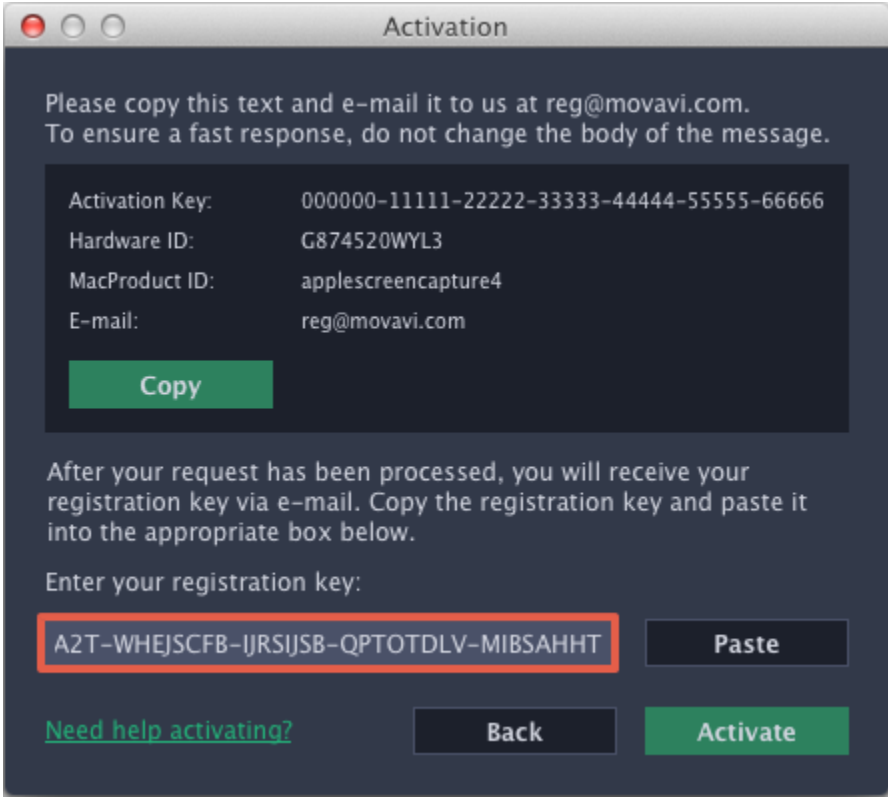 Activation
Please copy this text and e-mail it to us at reg@movavi.com.
To ensure a fast response, do not change the body of the message.
Activation Key: 000000-11111-22222-33333-44444-55555-66666
Hardware ID: G874520WYL3
MacProduct ID: applescreencapture4
E-mail: reg@movavi.com
Copy
After your request has been processed, you will receive your
registration key via e-mail. Copy the registration key and paste it
into the appropriate box below.
Enter your registration key:
A2T-WHEJSCFB-IJRSIJSB-QPTOTDLV-MIBSAHHT Paste
Need help activating? Back Activate